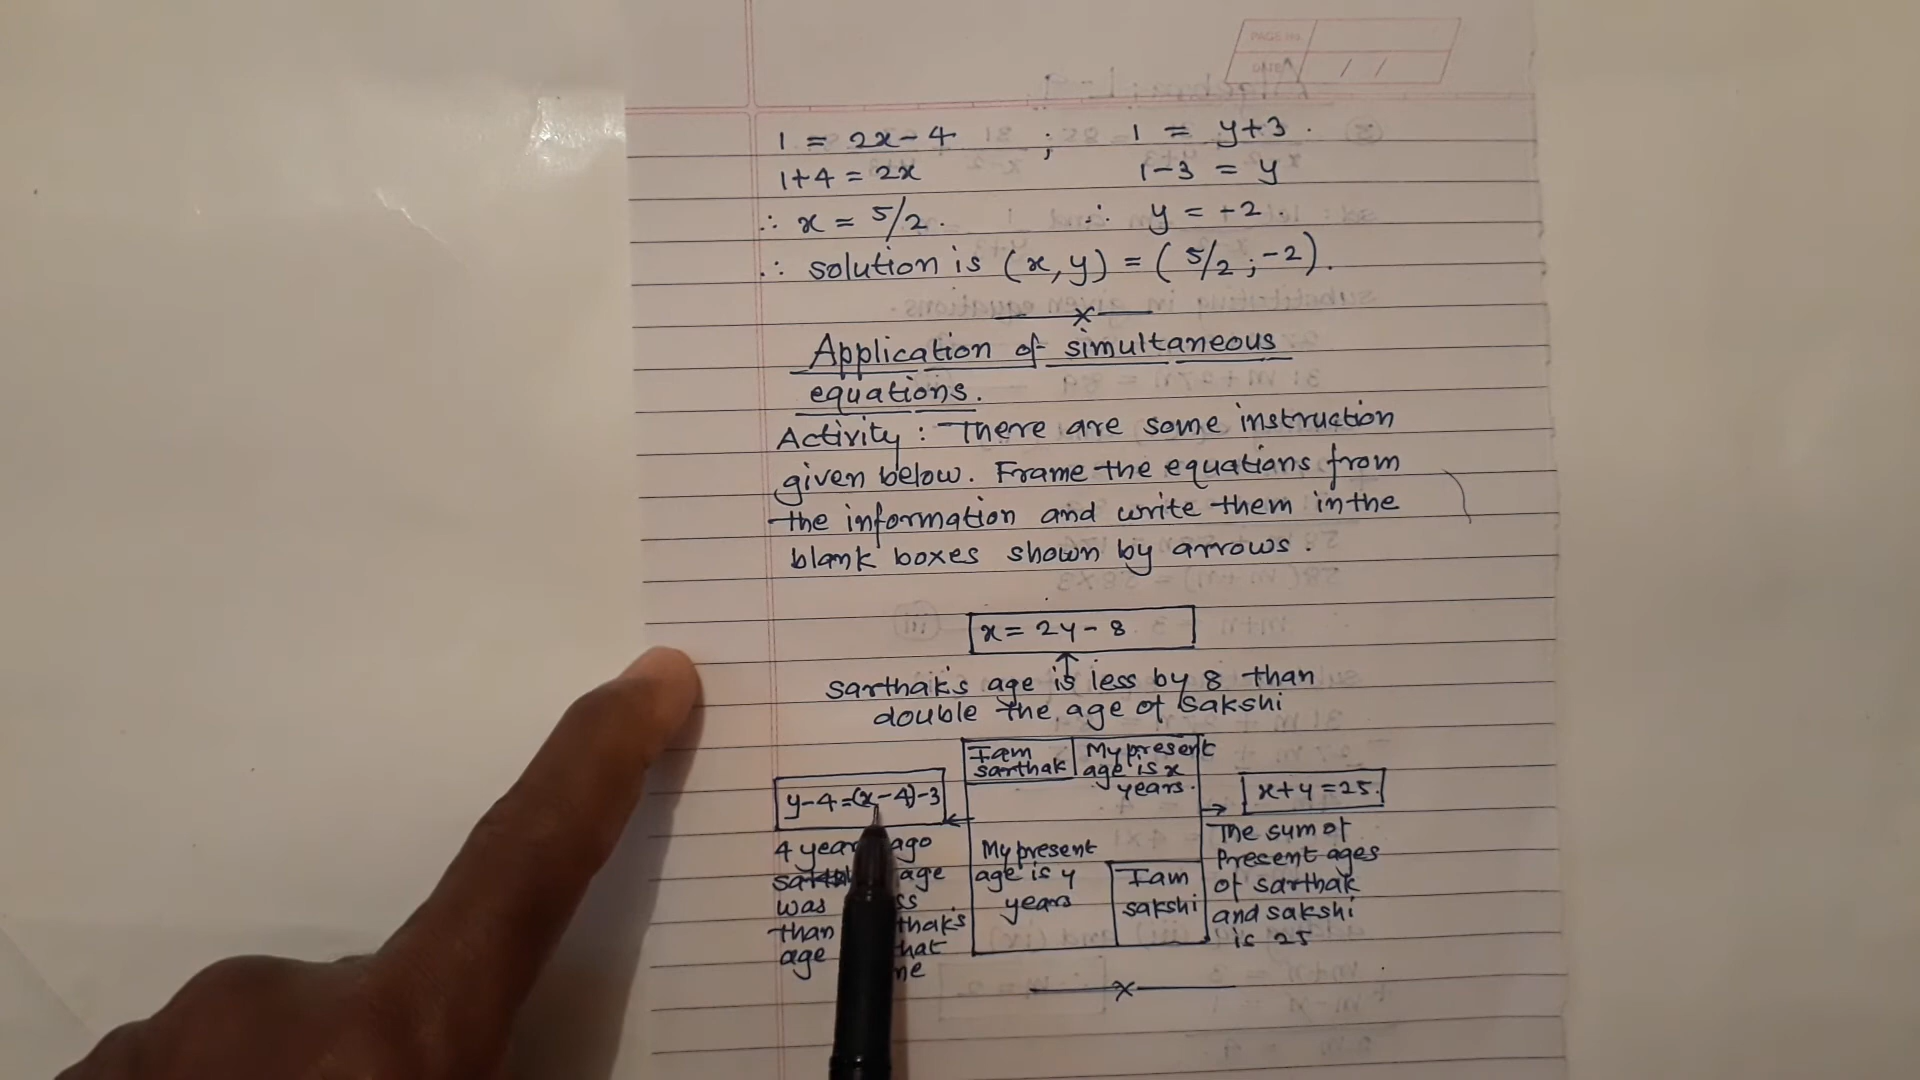 PAGE No.
DATE / /
1 = 2x - 4 ; 1 = y+3 .
1+4 = 2x 1-3 = y
∴ x = 5/2 . ∴ y = +2 .
∴ solution is (x, y) = ( 5/2 ; -2) .
x
Application of simultaneous
equations.
Activity : There are some instruction
given below. Frame the equations from
the information and write them in the
blank boxes shown by arrows .
x = 2y - 8
sarthak's age is less by 8 than
double the age of sakshi
I am My present
sarthak age is x
years.
y-4=(x-4)-3
x+y=25.
4 ago
age
was
than
age
My present
age is y
years
I am
sakshi
The sum of
Present ages
of sarthak
and sakshi
is 25
x